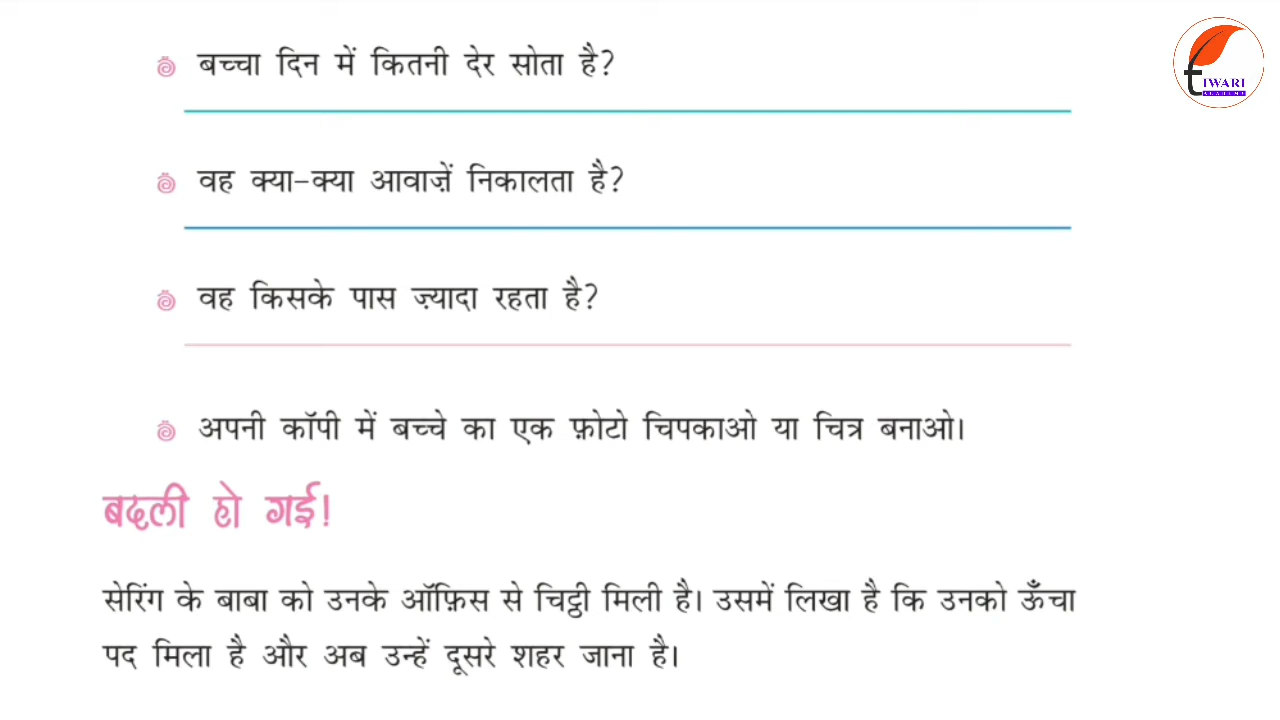 बच्चा दिन में कितनी देर सोता है?
वह क्या-क्या आवाज़ें निकालता है?
वह किसके पास ज़्यादा रहता है?
अपनी कॉपी में बच्चे का एक फ़ोटो चिपकाओ या चित्र बनाओ।
बदली हो गई!
सेरिंग के बाबा को उनके ऑफ़िस से चिट्ठी मिली है। उसमें लिखा है कि उनको ऊँचा
पद मिला है और अब उन्हें दूसरे शहर जाना है।
tIWARI
ACADEMY